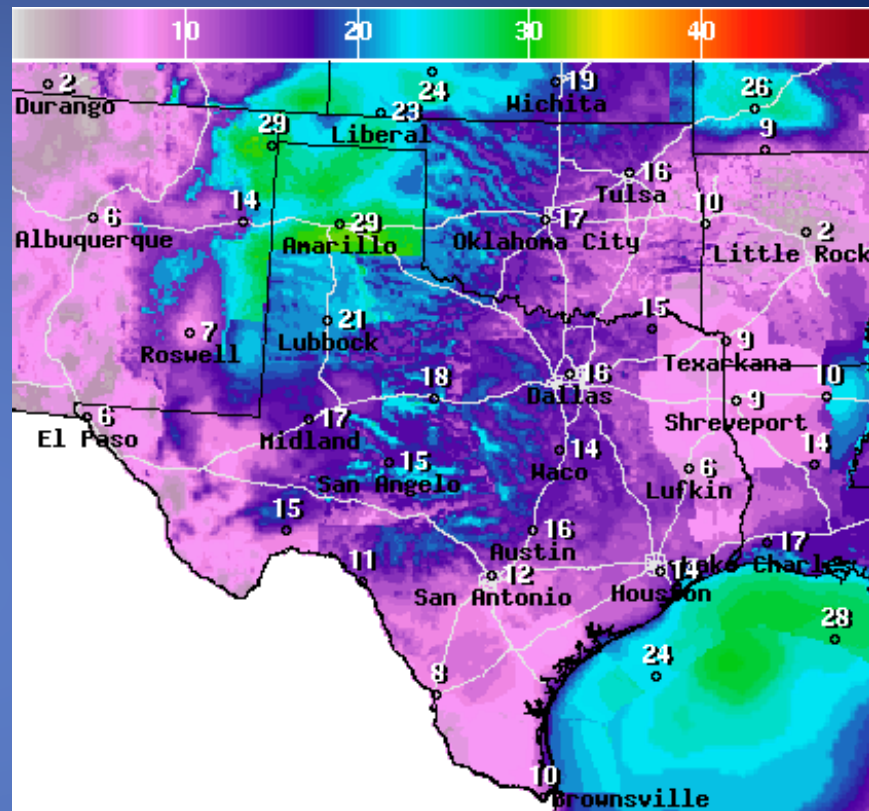 10 20 30 40
2
Durango
24
19
Wichita
26
23
Liberal
29
9
16
Tulsa
6
Albuquerque
14
29
Amarillo
17
Oklahoma City
10
2
Little Rock
7
Roswell
21
Lubbock
15
9
Texarkana
16
Dallas
18
9
Shreveport
10
6
El Paso
17
Midland
15
San Angelo
14
Waco
6
Lufkin
14
15
16
Austin
17
Lake Charles
11
12
San Antonio
14
Houston
28
24
8
10
Brownsville